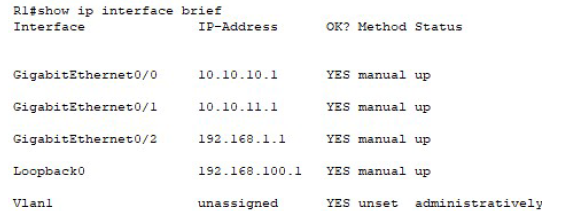 R1#show ip interface brief
Interface IP-Address OK? Method Status
GigabitEthernet0/0 10.10.10.1 YES manual up
GigabitEthernet0/1 10.10.11.1 YES manual up
GigabitEthernet0/2 192.168.1.1 YES manual up
Loopback0 192.168.100.1 YES manual up
Vlan1 unassigned YES unset administratively